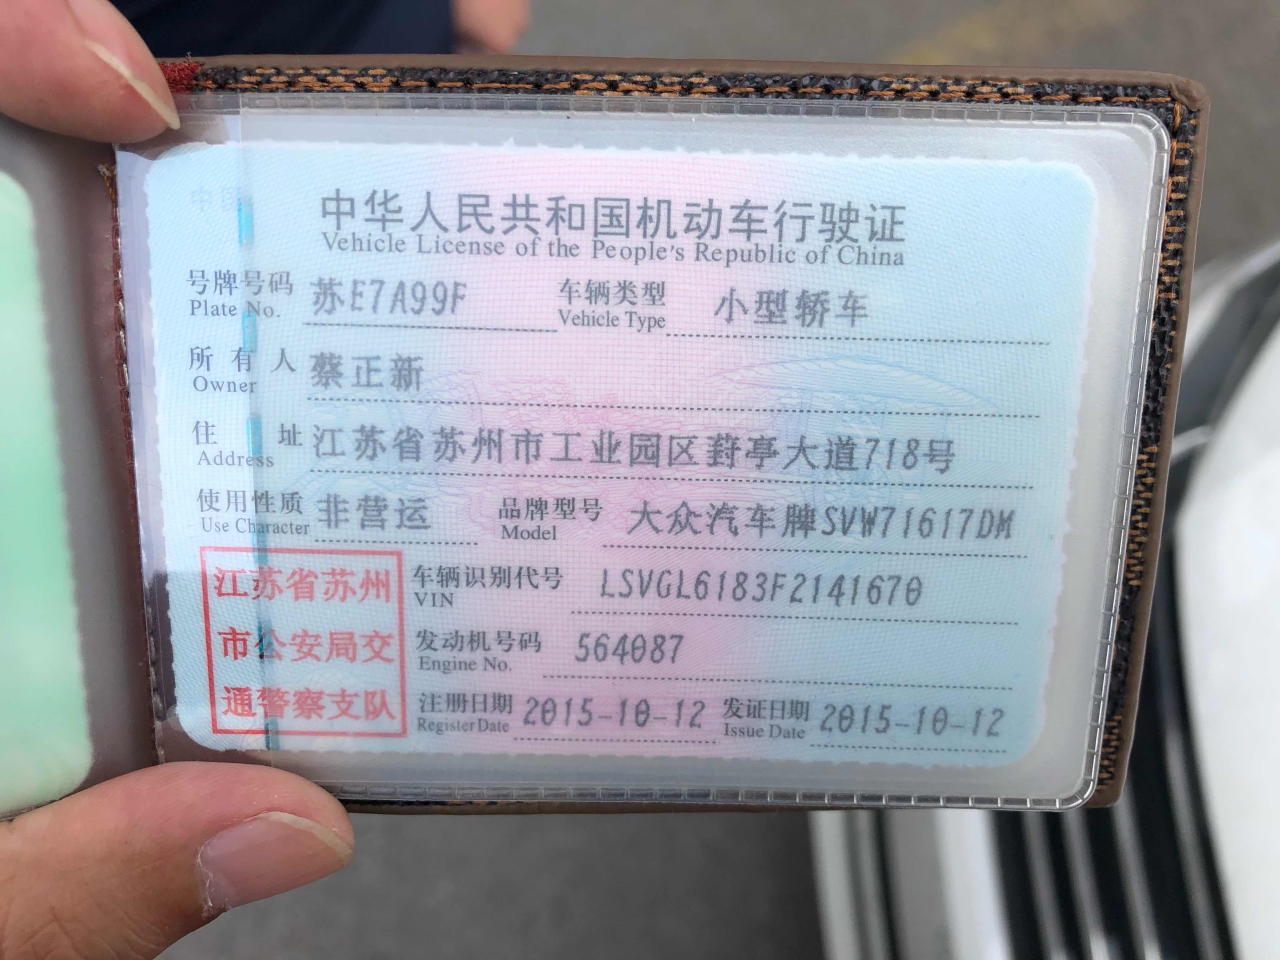 中华人民共和国机动车行驶证
Vehicle License of the People's Republic of China
号牌号码 苏E7A99F 车辆类型 小型轿车
Plate No. Vehicle Type
所有人 蔡正新
Owner
住址 江苏省苏州市工业园区葑亭大道718号
Address
使用性质 非营运 品牌型号 大众汽车牌SVW71617DM
Use Character Model
江苏省苏州
市公安局交
通警察支队
车辆识别代号 LSVGL6183F2141670
VIN
发动机号码 564087
Engine No.
注册日期 2015-10-12 发证日期 2015-10-12
Register Date Issue Date